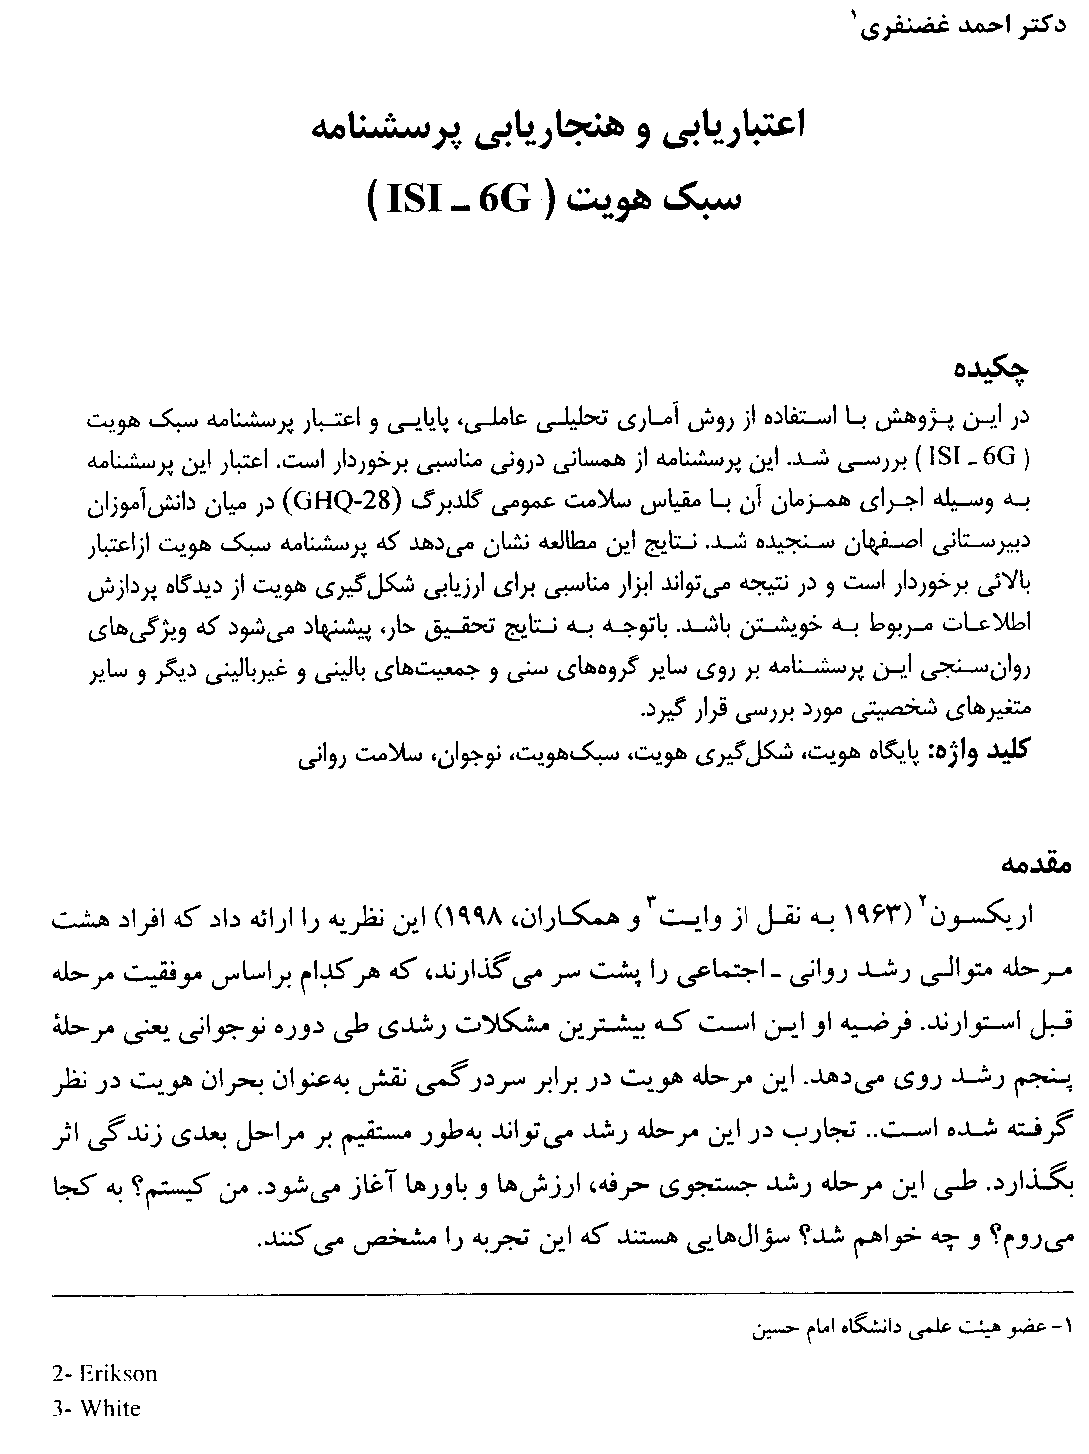 دکتر احمد غضنفری۱
اعتباریابی و هنجاریابی پرسشنامه
سبک هویت ( ISI - 6G )
چکیده
در این پژوهش با استفاده از روش آماری تحلیلی عاملی، پایایی و اعتبار پرسشنامه سبک هویت
( ISI - 6G ) بررسی شد. این پرسشنامه از همسانی درونی مناسبی برخوردار است. اعتبار این پرسشنامه
به وسیله اجرای همزمان آن با مقیاس سلامت عمومی گلدبرگ (GHQ-28) در میان دانش‌آموزان
دبیرستانی اصفهان سنجیده شد. نتایج این مطالعه نشان می‌دهد که پرسشنامه سبک هویت ازاعتبار
بالائی برخوردار است و در نتیجه می‌تواند ابزار مناسبی برای ارزیابی شکل‌گیری هویت از دیدگاه پردازش
اطلاعات مربوط به خویشتن باشد. باتوجه به نتایج تحقیق حار، پیشنهاد می‌شود که ویژگی‌های
روان‌سنجی این پرسشنامه بر روی سایر گروه‌های سنی و جمعیت‌های بالینی و غیربالینی دیگر و سایر
متغیرهای شخصیتی مورد بررسی قرار گیرد.
کلید واژه: پایگاه هویت، شکل‌گیری هویت، سبک‌هویت، نوجوان، سلامت روانی
مقدمه
اریکسون۲ (۱۹۶۳ به نقل از وایت۳ و همکاران، ۱۹۹۸) این نظریه را ارائه داد که افراد هشت
مرحله متوالی رشد روانی - اجتماعی را پشت سر می‌گذارند، که هرکدام براساس موفقیت مرحله
قبل استوارند. فرضیه او این است که بیشترین مشکلات رشدی طی دوره نوجوانی یعنی مرحلهٔ
پنجم رشد روی می‌دهد. این مرحله هویت در برابر سردرگمی نقش به‌عنوان بحران هویت در نظر
گرفته شده است.. تجارب در این مرحله رشد می‌تواند به‌طور مستقیم بر مراحل بعدی زندگی اثر
بگذارد. طی این مرحله رشد جستجوی حرفه، ارزش‌ها و باورها آغاز می‌شود. من کیستم؟ به کجا
می‌روم؟ و چه خواهم شد؟ سؤال‌هایی هستند که این تجربه را مشخص می‌کنند.
۱- عضو هیئت علمی دانشگاه امام حسین
2- Erikson
3- White